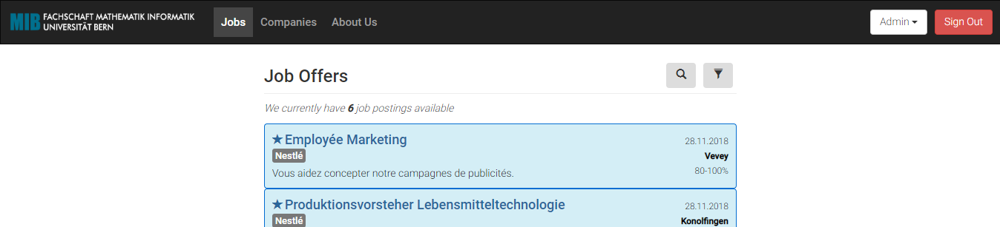 MIB FACHSCHAFT MATHEMATIK INFORMATIK
UNIVERSITÄT BERN
Jobs Companies About Us Admin Sign Out
Job Offers
We currently have 6 job postings available
Employée Marketing 28.11.2018
Nestlé Vevey
Vous aidez concepter notre campagnes de publicités. 80-100%
Produktionsvorsteher Lebensmitteltechnologie 28.11.2018
Nestlé Konolfingen